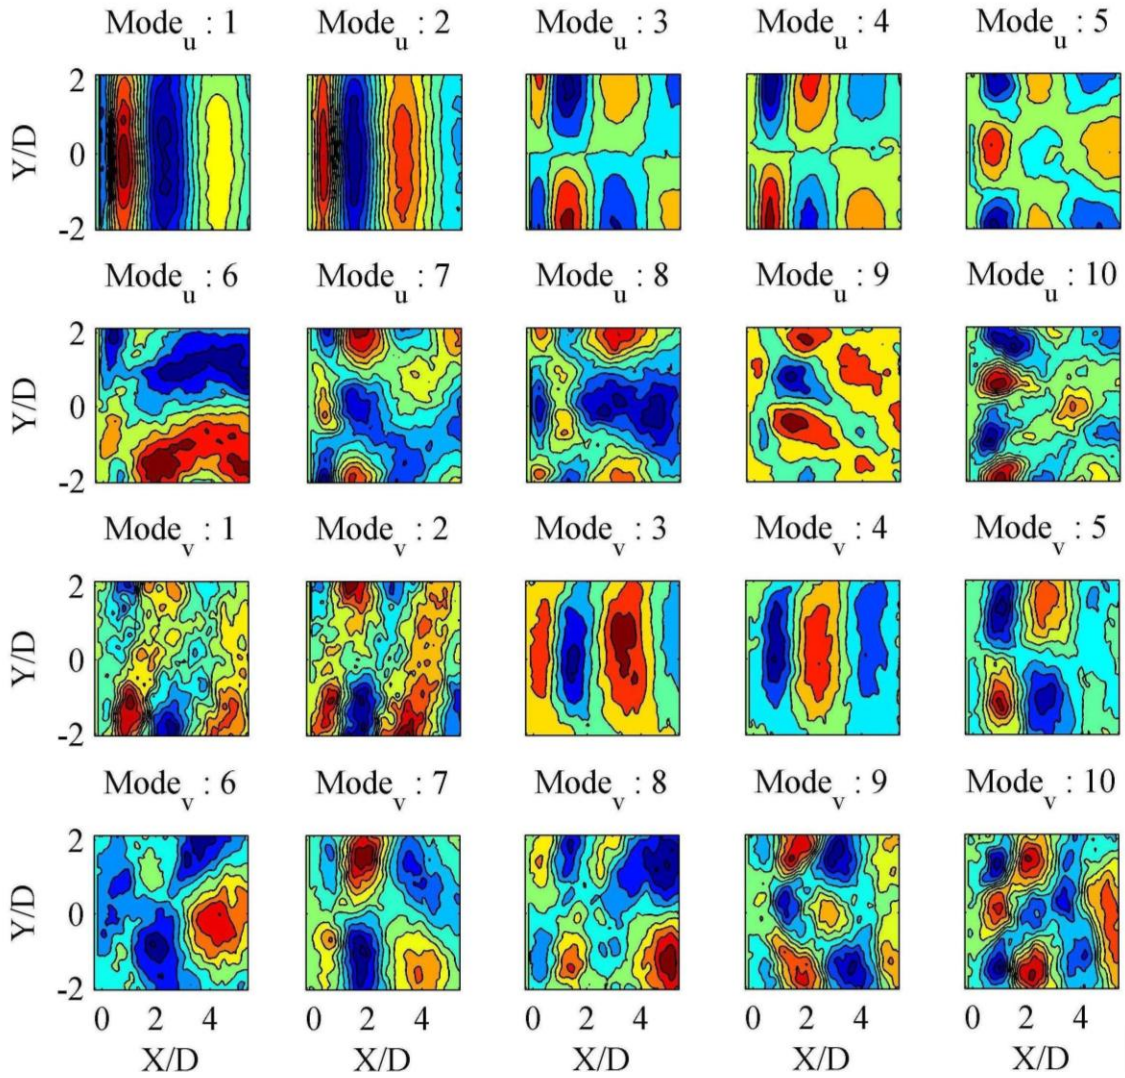 Mode_u : 1 Mode_u : 2 Mode_u : 3 Mode_u : 4 Mode_u : 5
2
Y/D 0
-2
Mode_u : 6 Mode_u : 7 Mode_u : 8 Mode_u : 9 Mode_u : 10
2
Y/D 0
-2
Mode_v : 1 Mode_v : 2 Mode_v : 3 Mode_v : 4 Mode_v : 5
2
Y/D 0
-2
Mode_v : 6 Mode_v : 7 Mode_v : 8 Mode_v : 9 Mode_v : 10
2
Y/D 0
-2
0 2 4 0 2 4 0 2 4 0 2 4 0 2 4
X/D X/D X/D X/D X/D